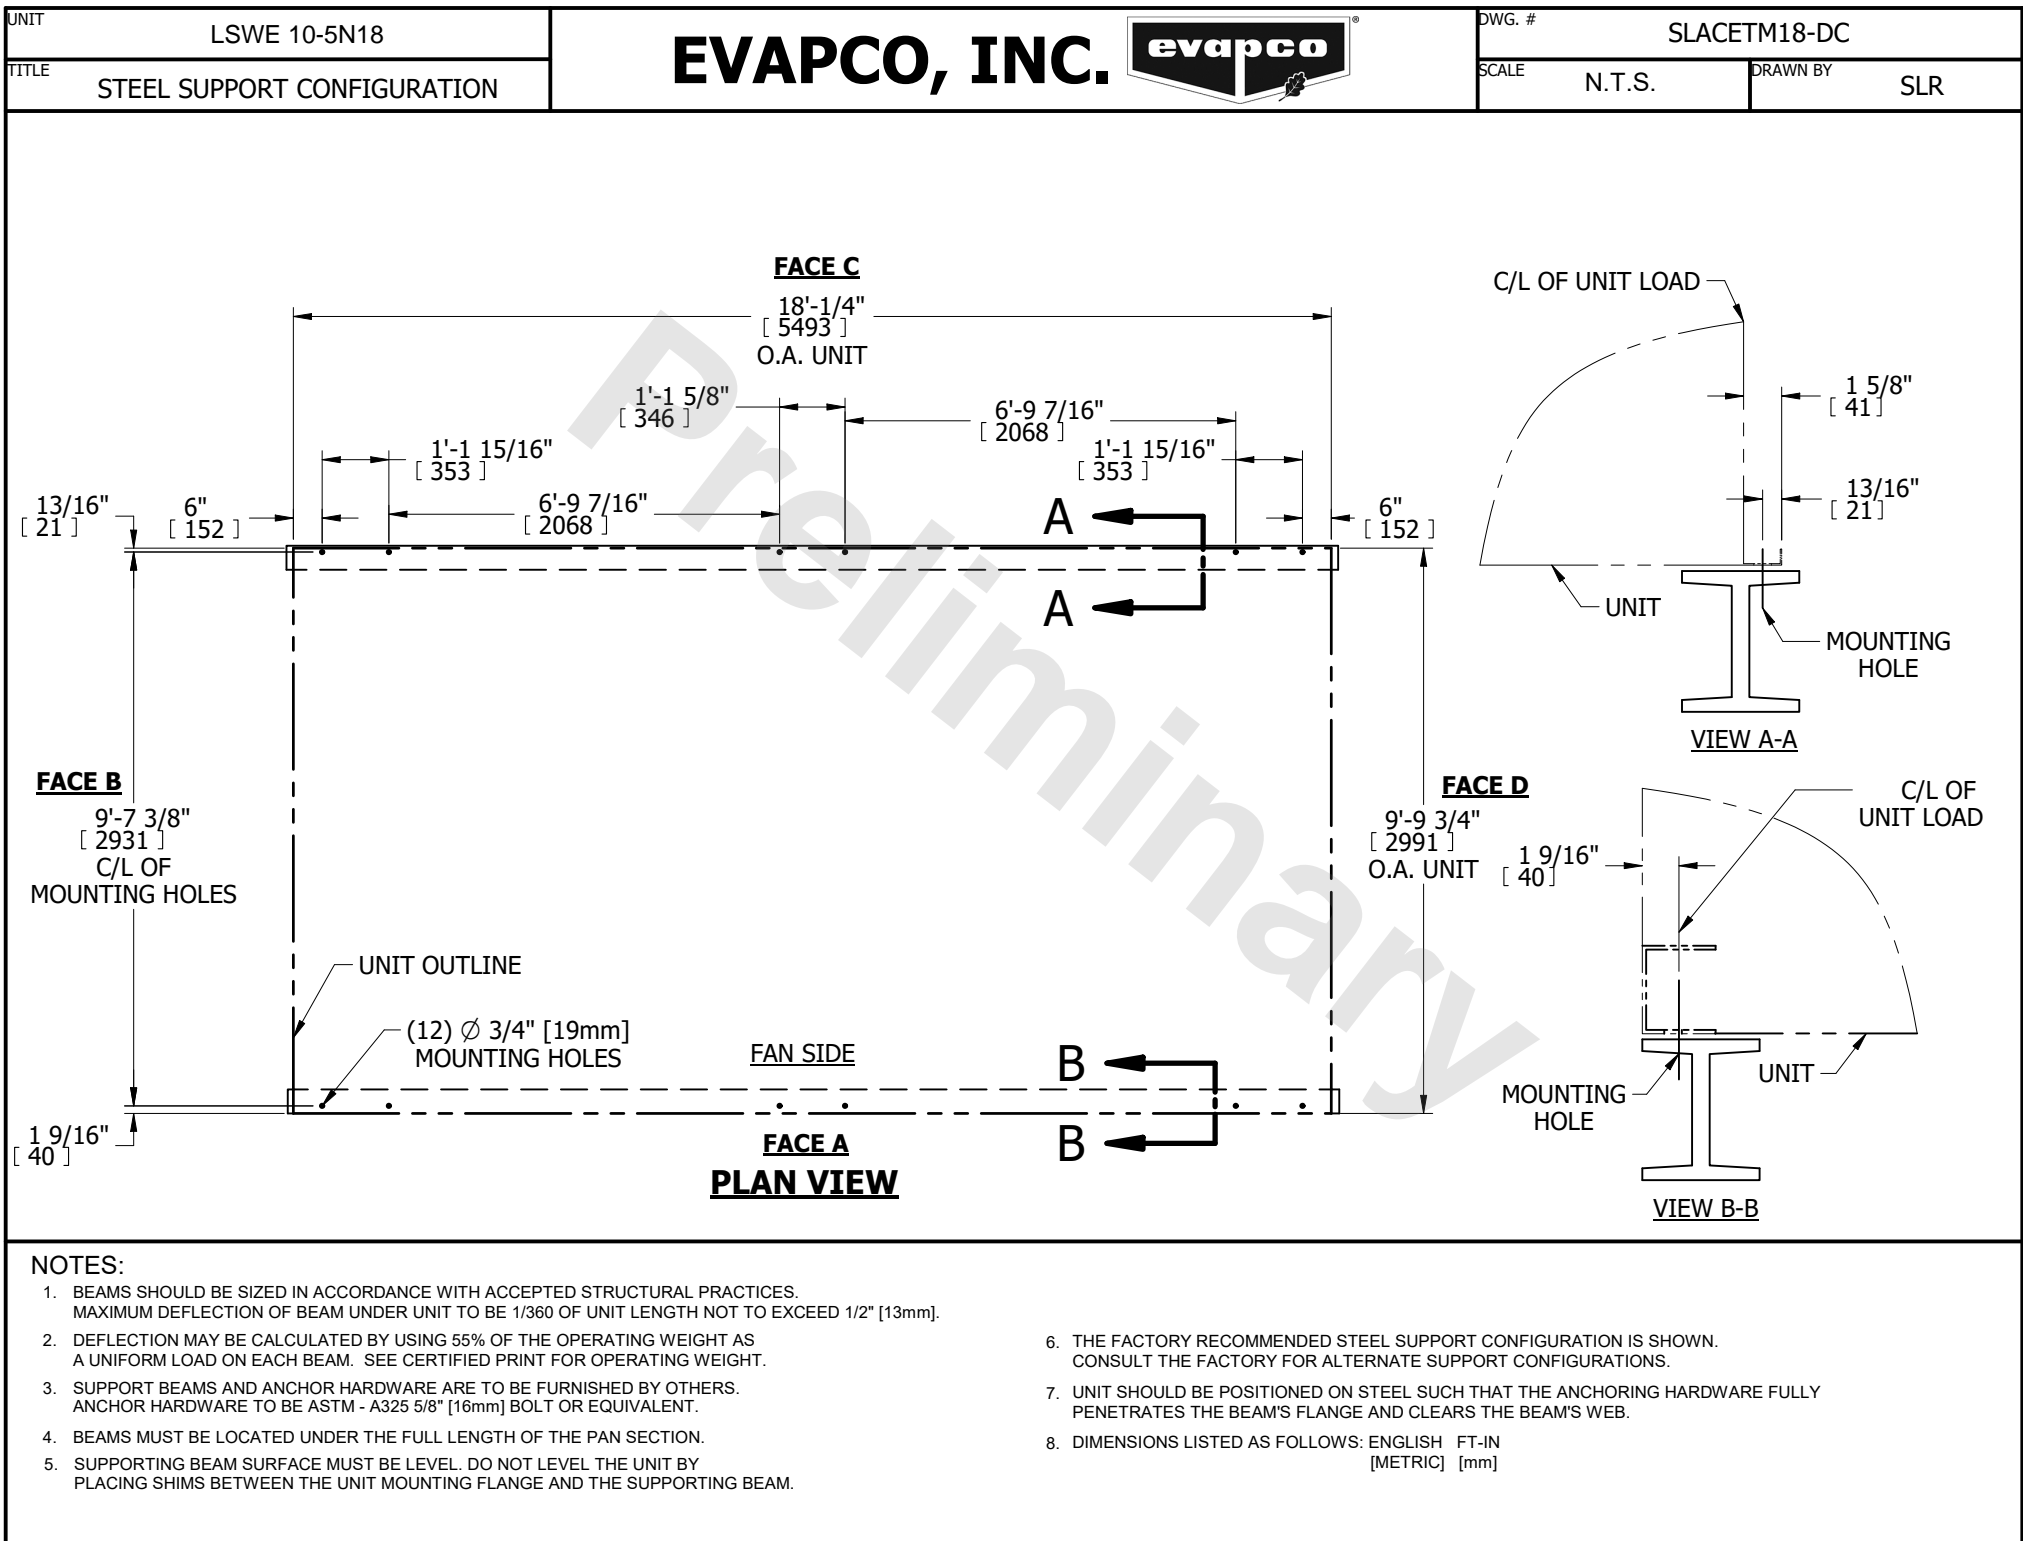 UNIT
LSWE 10-5N18
TITLE
STEEL SUPPORT CONFIGURATION
EVAPCO, INC.
evapco
®
DWG. #
SLACETM18-DC
SCALE
N.T.S.
DRAWN BY
SLR
FACE C
18'-1/4"
[ 5493 ]
O.A. UNIT
1'-1 5/8"
[ 346 ]
6'-9 7/16"
[ 2068 ]
1'-1 15/16"
[ 353 ]
1'-1 15/16"
[ 353 ]
13/16"
[ 21 ]
6"
[ 152 ]
6'-9 7/16"
[ 2068 ]
6"
[ 152 ]
A
A
FACE B
9'-7 3/8"
[ 2931 ]
C/L OF
MOUNTING HOLES
FACE D
9'-9 3/4"
[ 2991 ]
O.A. UNIT
UNIT OUTLINE
(12) Ø 3/4" [19mm]
MOUNTING HOLES
FAN SIDE
B
B
1 9/16"
[ 40 ]
FACE A
PLAN VIEW
Preliminary
C/L OF UNIT LOAD
1 5/8"
[ 41]
13/16"
[ 21]
UNIT
MOUNTING
HOLE
VIEW A-A
C/L OF
UNIT LOAD
1 9/16"
[ 40]
UNIT
MOUNTING
HOLE
VIEW B-B
NOTES:
1. BEAMS SHOULD BE SIZED IN ACCORDANCE WITH ACCEPTED STRUCTURAL PRACTICES.
MAXIMUM DEFLECTION OF BEAM UNDER UNIT TO BE 1/360 OF UNIT LENGTH NOT TO EXCEED 1/2" [13mm].
2. DEFLECTION MAY BE CALCULATED BY USING 55% OF THE OPERATING WEIGHT AS
A UNIFORM LOAD ON EACH BEAM. SEE CERTIFIED PRINT FOR OPERATING WEIGHT.
3. SUPPORT BEAMS AND ANCHOR HARDWARE ARE TO BE FURNISHED BY OTHERS.
ANCHOR HARDWARE TO BE ASTM - A325 5/8" [16mm] BOLT OR EQUIVALENT.
4. BEAMS MUST BE LOCATED UNDER THE FULL LENGTH OF THE PAN SECTION.
5. SUPPORTING BEAM SURFACE MUST BE LEVEL. DO NOT LEVEL THE UNIT BY
PLACING SHIMS BETWEEN THE UNIT MOUNTING FLANGE AND THE SUPPORTING BEAM.
6. THE FACTORY RECOMMENDED STEEL SUPPORT CONFIGURATION IS SHOWN.
CONSULT THE FACTORY FOR ALTERNATE SUPPORT CONFIGURATIONS.
7. UNIT SHOULD BE POSITIONED ON STEEL SUCH THAT THE ANCHORING HARDWARE FULLY
PENETRATES THE BEAM'S FLANGE AND CLEARS THE BEAM'S WEB.
8. DIMENSIONS LISTED AS FOLLOWS: ENGLISH FT-IN
[METRIC] [mm]